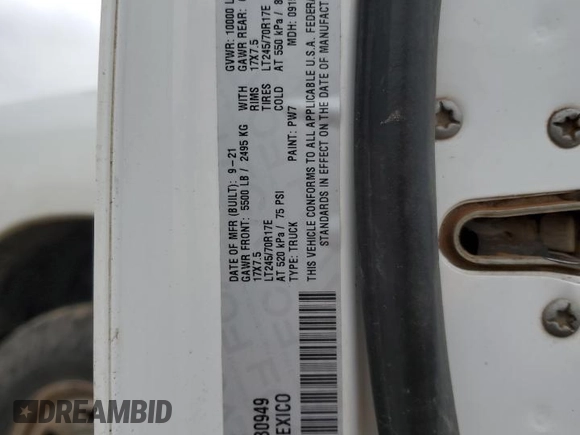 DATE OF MFR (BUILT): 9-21 GVWR: 10000 L
GAWR FRONT: 5500 LB / 2495 KG WITH GAWR REAR:
17X7.5 RIMS 17X7.5
LT245/70R17E TIRES LT245/70R17E
AT 520 kPa / 75 PSI COLD AT 550 kPa / 8
TYPE: TRUCK PAINT: PW7 MDH: 091
THIS VEHICLE CONFORMS TO ALL APPLICABLE U.S.A. FEDERA
STANDARDS IN EFFECT ON THE DATE OF MANUFACT
30949
EXICO
DREAMBID